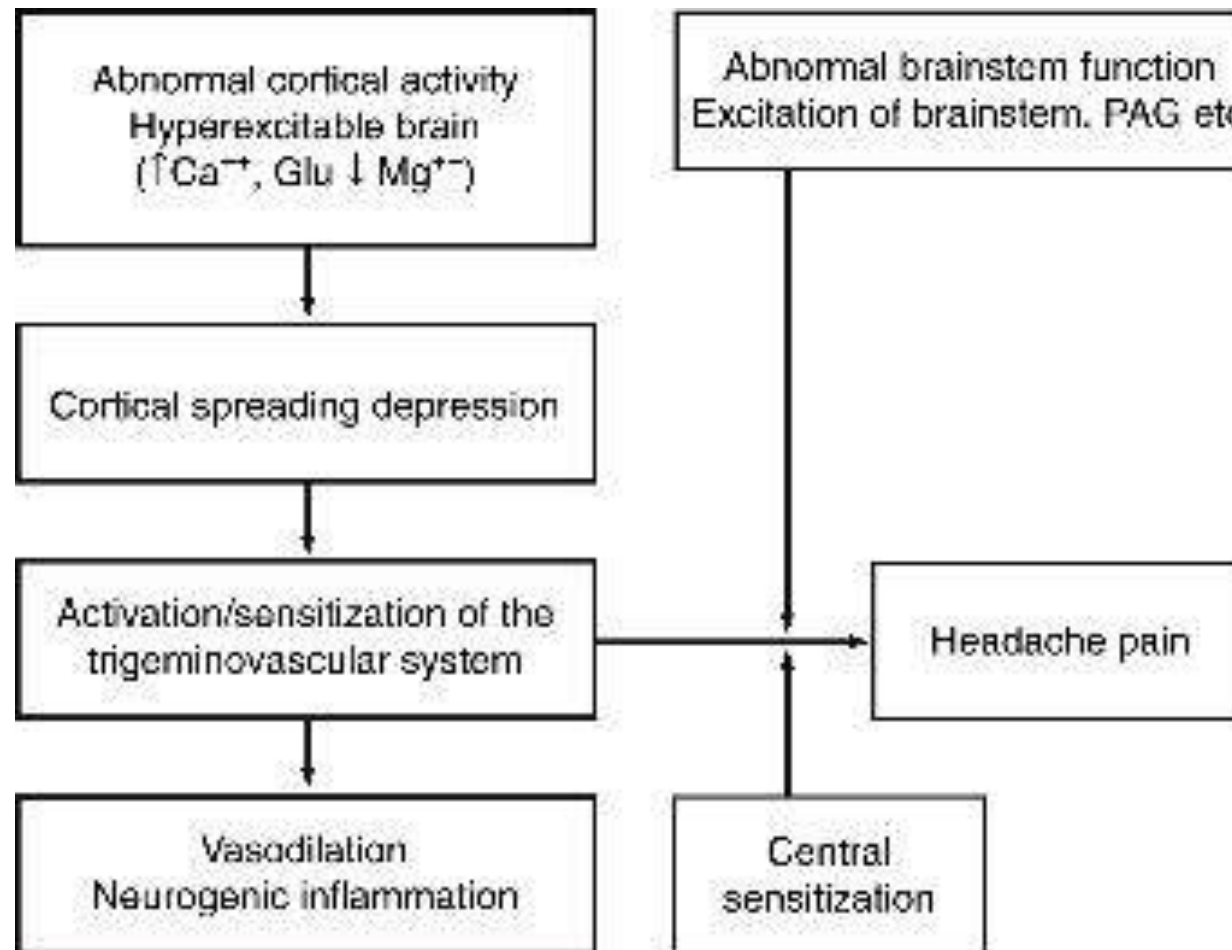 Abnormal cortical activity
Hyperexcitable brain
(↑Ca⁺⁺, Glu ↓ Mg⁺⁺)
Abnormal brainstem function
Excitation of brainstem. PAG etc
Cortical spreading depression
Activation/sensitization of the
trigeminovascular system
Headache pain
Vasodilation
Neurogenic inflammation
Central
sensitization